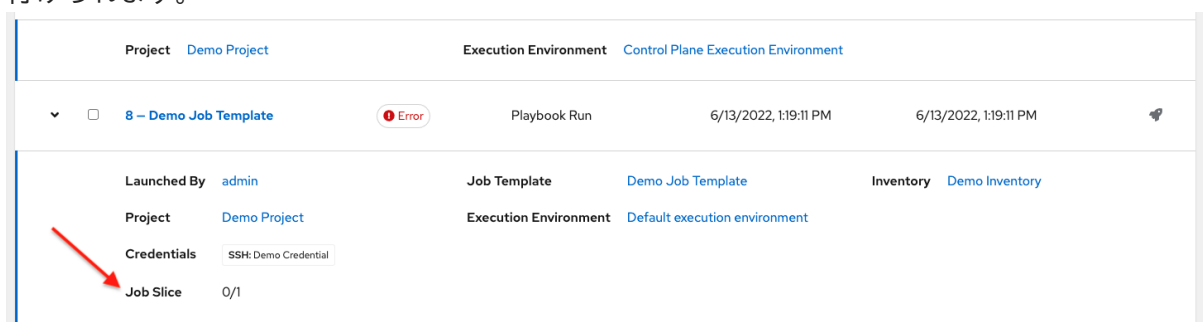 Project Demo Project Execution Environment Control Plane Execution Environment
8 – Demo Job Template Error Playbook Run 6/13/2022, 1:19:11 PM 6/13/2022, 1:19:11 PM
Launched By admin Job Template Demo Job Template Inventory Demo Inventory
Project Demo Project Execution Environment Default execution environment
Credentials SSH: Demo Credential
Job Slice 0/1